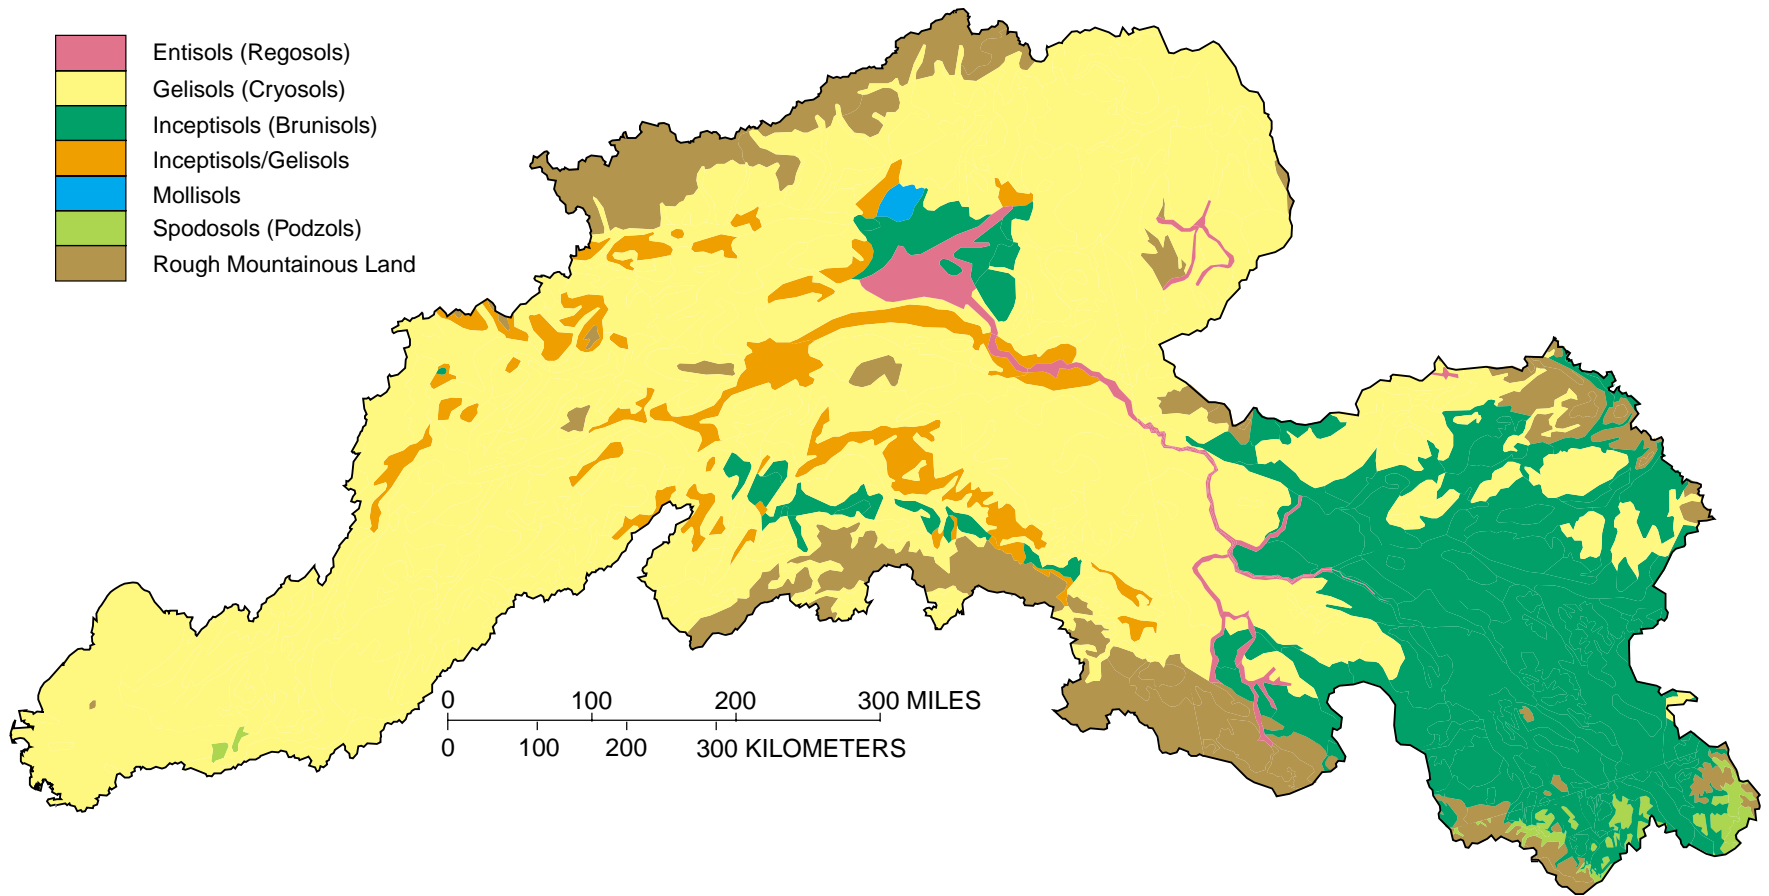 Entisols (Regosols)
Gelisols (Cryosols)
Inceptisols (Brunisols)
Inceptisols/Gelisols
Mollisols
Spodosols (Podzols)
Rough Mountainous Land
0 100 200 300 MILES
0 100 200 300 KILOMETERS